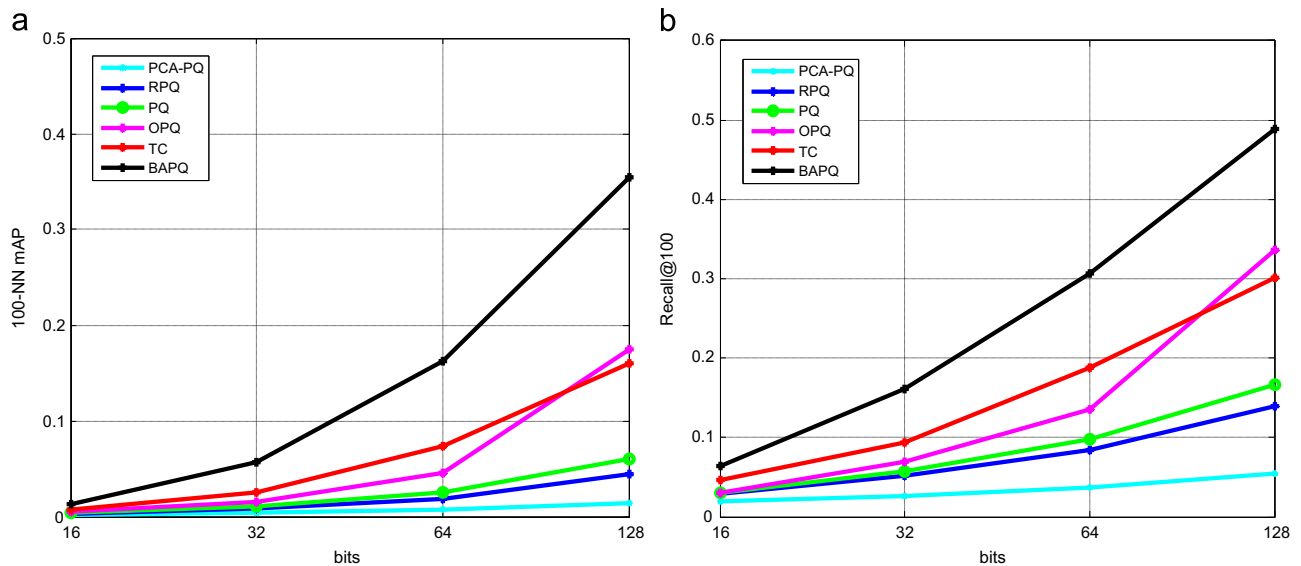 a
0.5
0.4
0.3
0.2
0.1
0
100-NN mAP
PCA-PQ
RPQ
PQ
OPQ
TC
BAPQ
16 32 64 128
bits
b
0.6
0.5
0.4
0.3
0.2
0.1
0
Recall@100
PCA-PQ
RPQ
PQ
OPQ
TC
BAPQ
16 32 64 128
bits